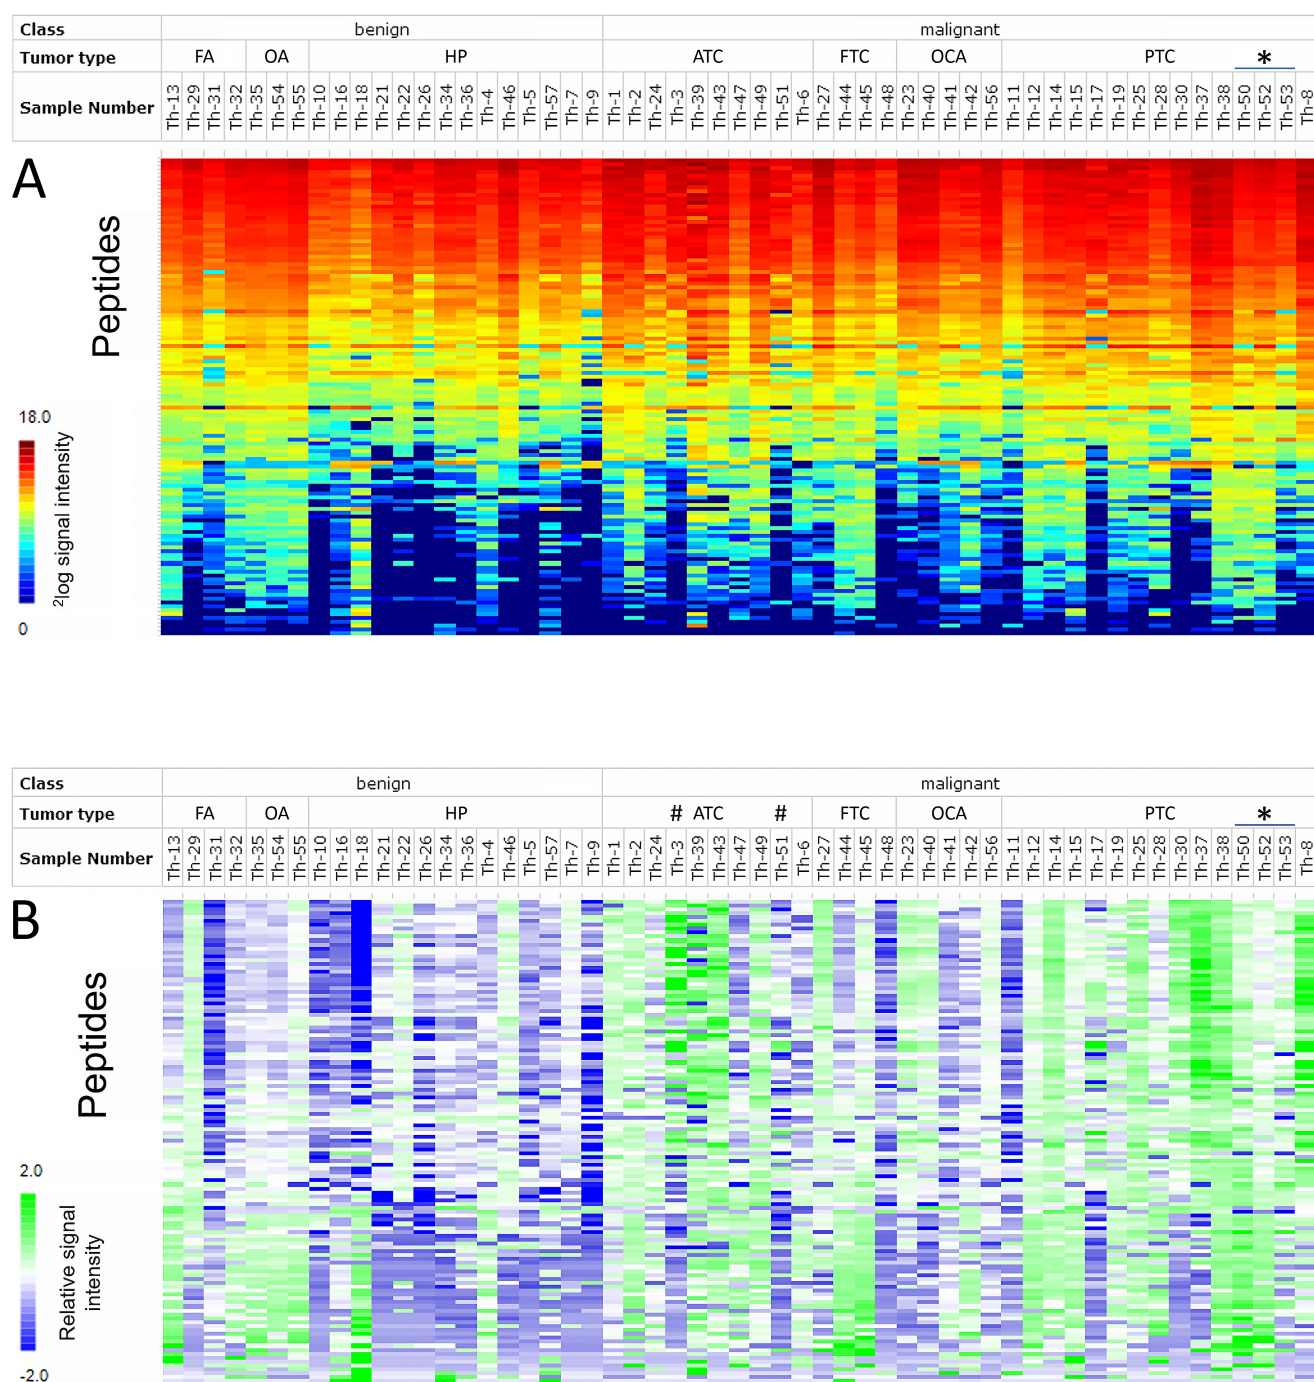 Class benign malignant
Tumor type FA OA HP ATC FTC OCA PTC *
Sample Number Th-13 Th-29 Th-31 Th-32 Th-35 Th-54 Th-55 Th-10 Th-16 Th-18 Th-21 Th-22 Th-26 Th-34 Th-36 Th-4 Th-46 Th-5 Th-57 Th-7 Th-9 Th-1 Th-2 Th-24 Th-3 Th-39 Th-43 Th-47 Th-49 Th-51 Th-6 Th-27 Th-44 Th-45 Th-48 Th-23 Th-40 Th-41 Th-42 Th-56 Th-11 Th-12 Th-14 Th-15 Th-17 Th-19 Th-25 Th-28 Th-30 Th-37 Th-38 Th-50 Th-52 Th-53 Th-8
A
Peptides
18.0
2log signal intensity
0
Class benign malignant
Tumor type FA OA HP # ATC # FTC OCA PTC *
Sample Number Th-13 Th-29 Th-31 Th-32 Th-35 Th-54 Th-55 Th-10 Th-16 Th-18 Th-21 Th-22 Th-26 Th-34 Th-36 Th-4 Th-46 Th-5 Th-57 Th-7 Th-9 Th-1 Th-2 Th-24 Th-3 Th-39 Th-43 Th-47 Th-49 Th-51 Th-6 Th-27 Th-44 Th-45 Th-48 Th-23 Th-40 Th-41 Th-42 Th-56 Th-11 Th-12 Th-14 Th-15 Th-17 Th-19 Th-25 Th-28 Th-30 Th-37 Th-38 Th-50 Th-52 Th-53 Th-8
B
Peptides
2.0
Relative signal
intensity
-2.0